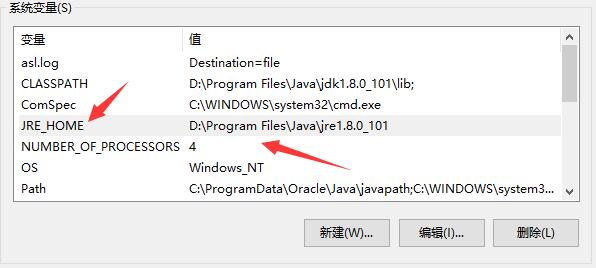 系统变量(S)
变量 值
asl.log Destination=file
CLASSPATH D:\Program Files\Java\jdk1.8.0_101\lib;
ComSpec C:\WINDOWS\system32\cmd.exe
JRE_HOME D:\Program Files\Java\jre1.8.0_101
NUMBER_OF_PROCESSORS 4
OS Windows_NT
Path C:\ProgramData\Oracle\Java\javapath;C:\WINDOWS\system3...
新建(W)... 编辑(I)... 删除(L)